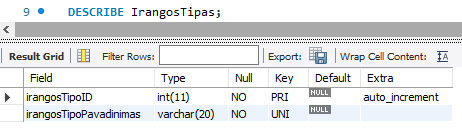 9 DESCRIBE IrangosTipas;
Result Grid Filter Rows: Export: Wrap Cell Content:
Field Type Null Key Default Extra
irangosTipoID int(11) NO PRI NULL auto_increment
irangosTipoPavadinimas varchar(20) NO UNI NULL